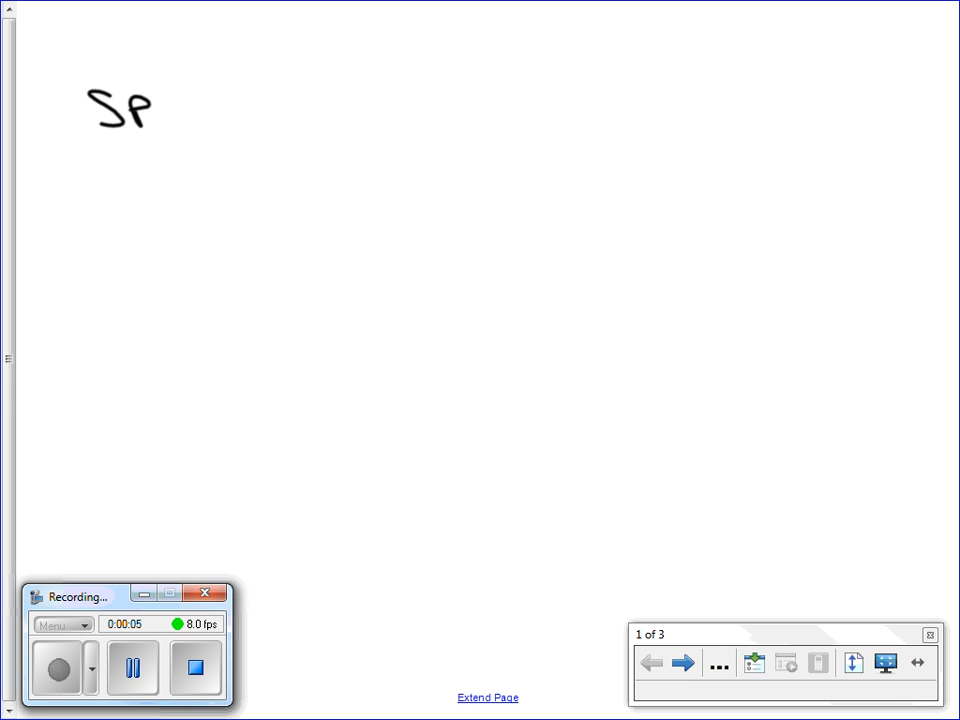 SP
Recording...
Menu
0:00:05
8.0 fps
1 of 3
...
Extend Page